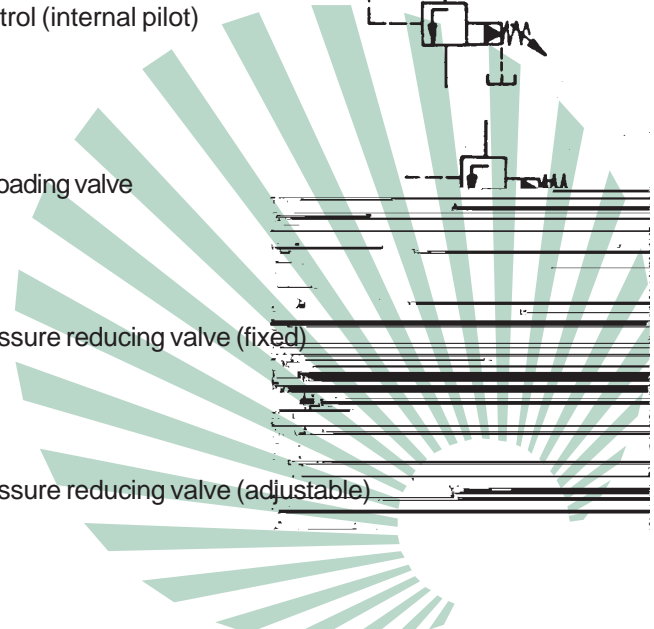 trol (internal pilot)
oading valve
ssure reducing valve (fixed)
ssure reducing valve (adjustable)